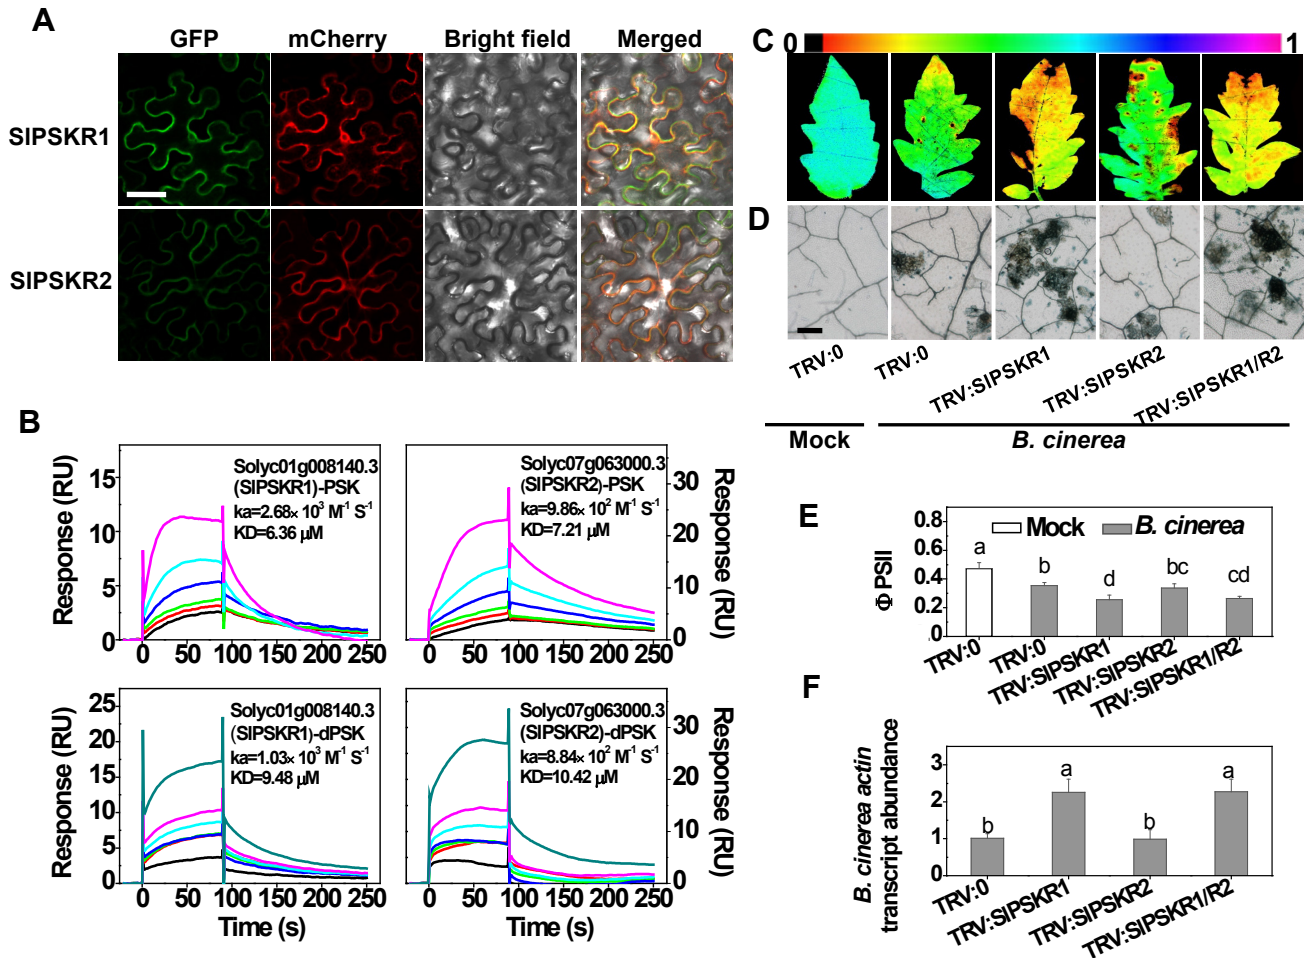 A
GFP mCherry Bright field Merged
SlPSKR1
SlPSKR2
B
Response (RU)
15
10
5
0
Solyc01g008140.3
(SlPSKR1)-PSK
ka=2.68× 10³ M⁻¹ S⁻¹
KD=6.36 µM
0 50 100 150 200 250
Solyc07g063000.3
(SlPSKR2)-PSK
ka=9.86× 10² M⁻¹ S⁻¹
KD=7.21 µM
30
20
10
0
Response (RU)
0 50 100 150 200 250
Response (RU)
25
20
15
10
5
0
Solyc01g008140.3
(SlPSKR1)-dPSK
ka=1.03× 10³ M⁻¹ S⁻¹
KD=9.48 µM
0 50 100 150 200 250
Time (s)
Solyc07g063000.3
(SlPSKR2)-dPSK
ka=8.84× 10² M⁻¹ S⁻¹
KD=10.42 µM
30
20
10
0
Response (RU)
0 50 100 150 200 250
Time (s)
C
0 1
D
TRV:0 TRV:0 TRV:SlPSKR1 TRV:SlPSKR2 TRV:SlPSKR1/R2
Mock B. cinerea
E
Φ PSII
0.8
0.6
0.4
0.2
0
Mock B. cinerea
a b d bc cd
TRV:0 TRV:0 TRV:SlPSKR1 TRV:SlPSKR2 TRV:SlPSKR1/R2
F
B. cinerea actin
transcript abundance
3
2
1
0
b a b a
TRV:0 TRV:SlPSKR1 TRV:SlPSKR2 TRV:SlPSKR1/R2